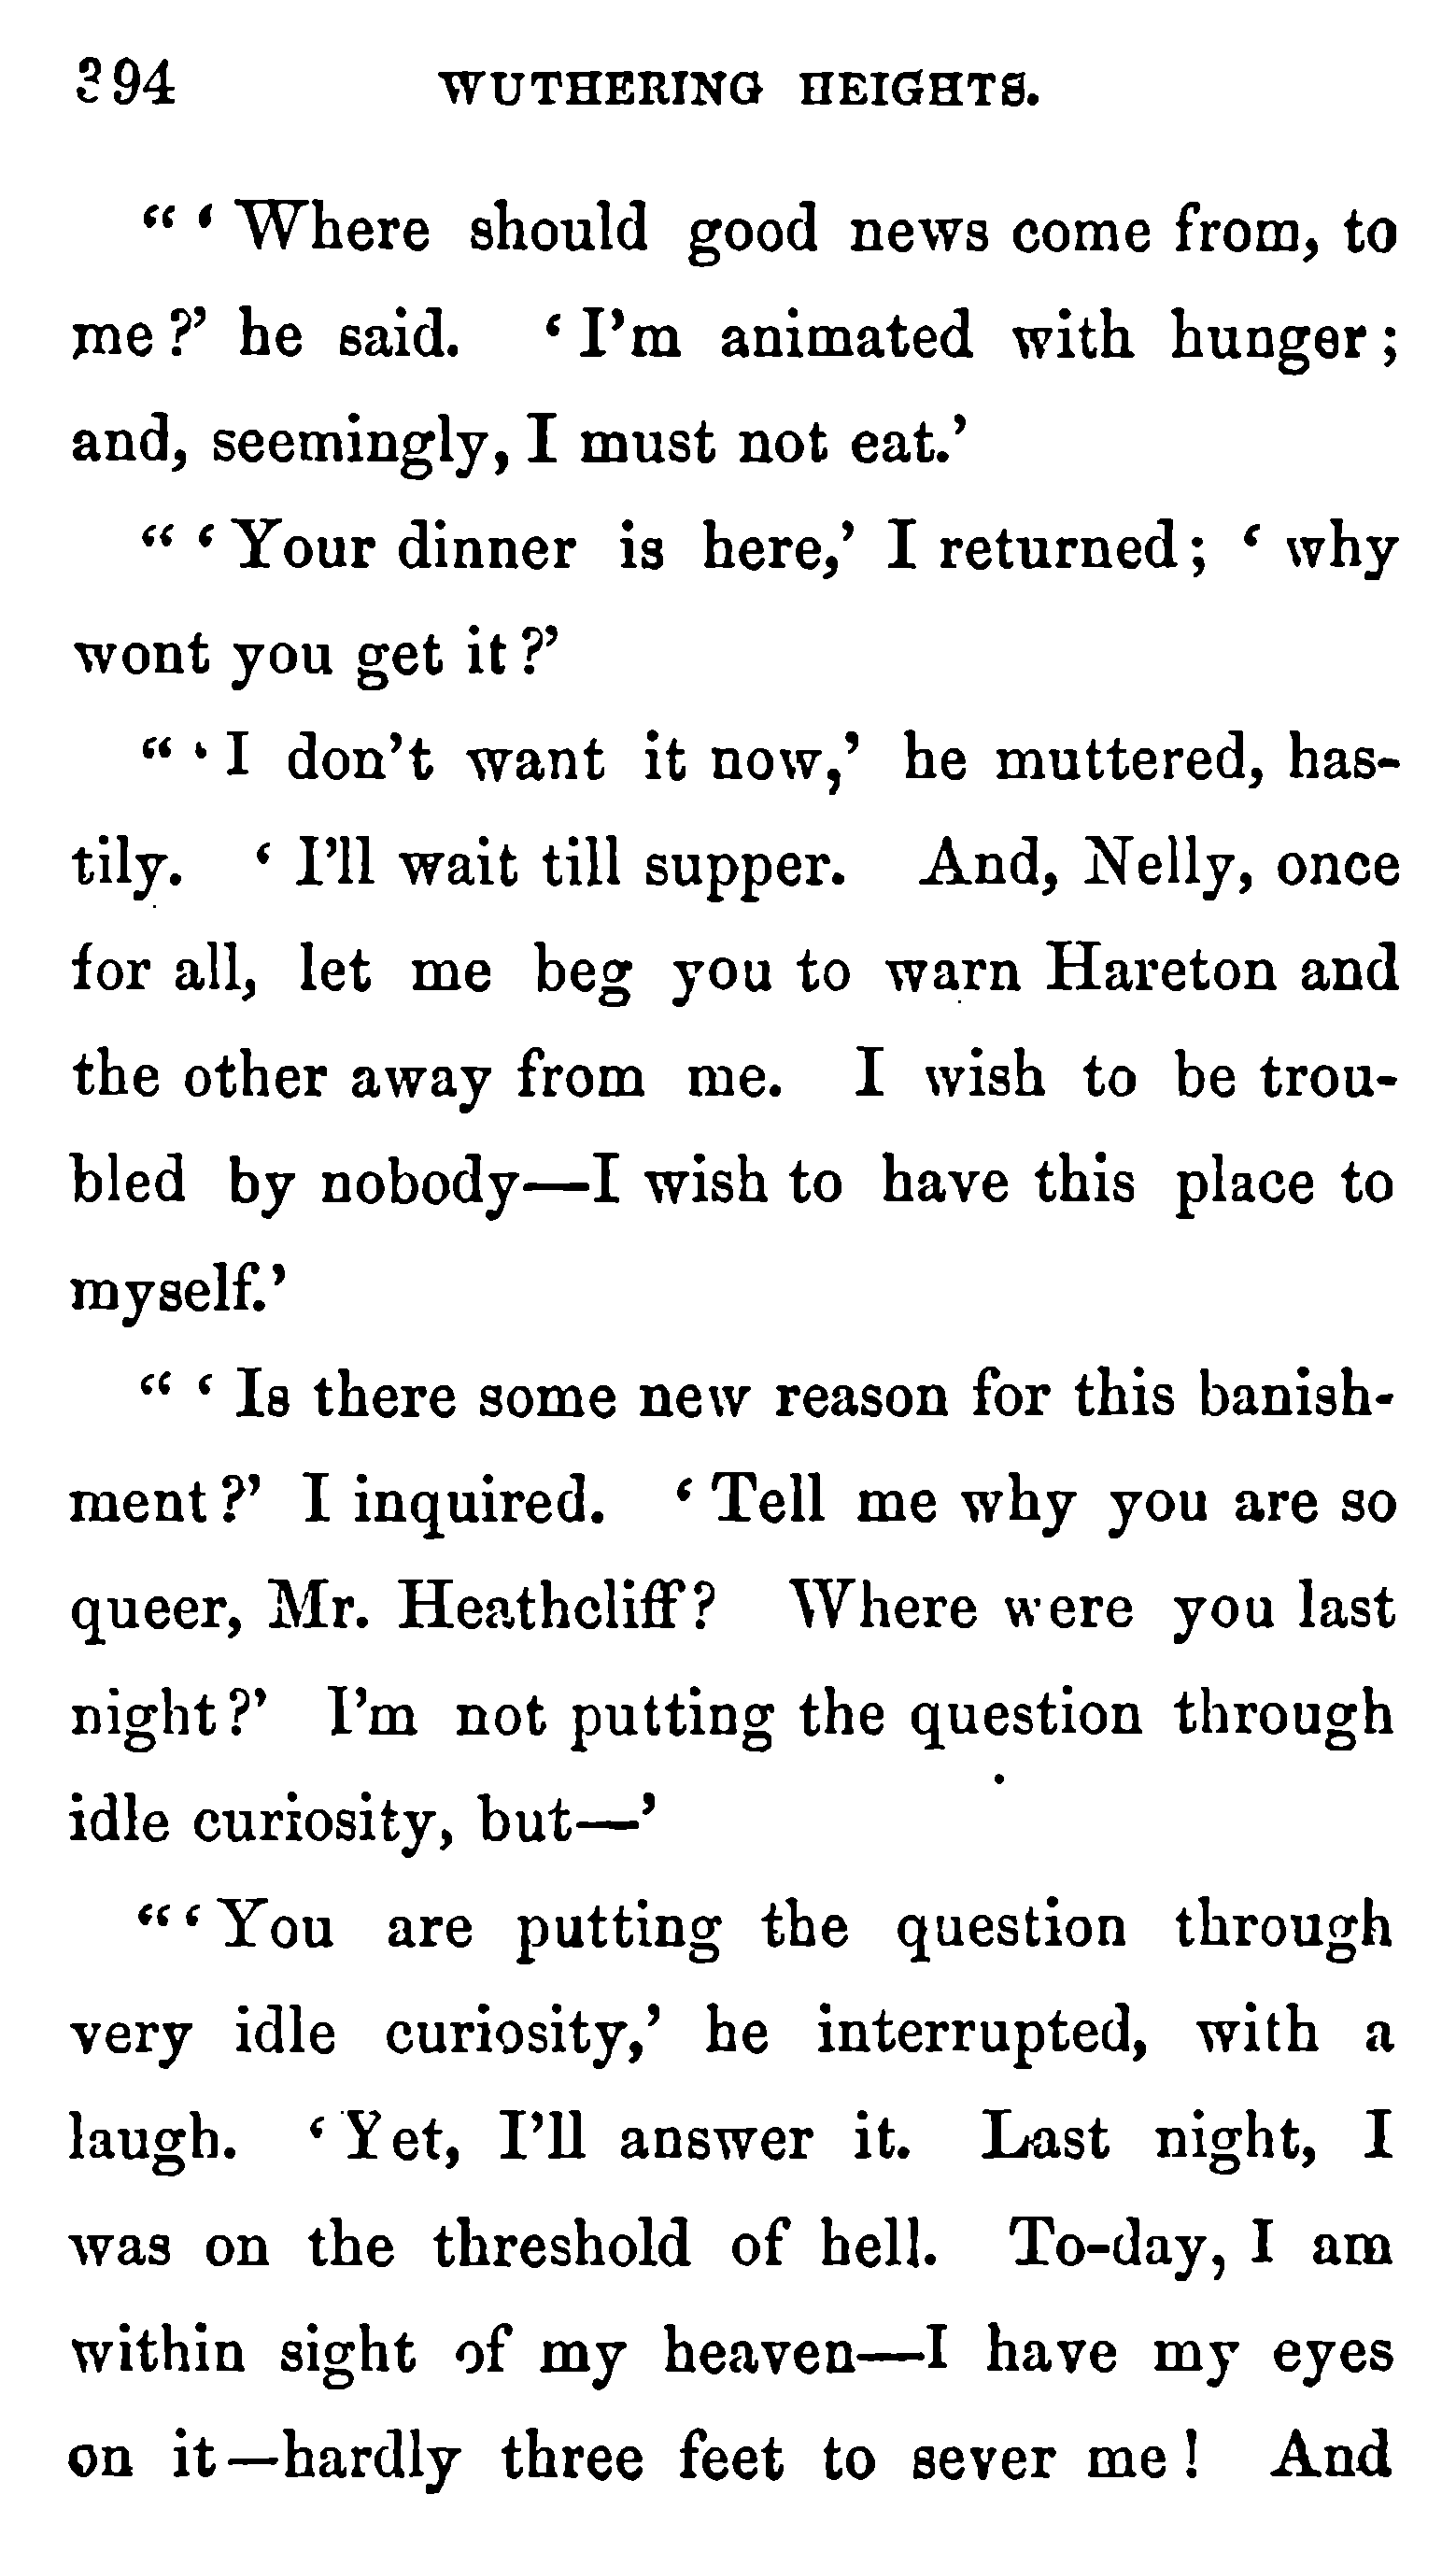 394 WUTHERING HEIGHTS.
“ ‘ Where should good news come from, to
me?’ he said. ‘ I’m animated with hunger;
and, seemingly, I must not eat.’
“ ‘ Your dinner is here,’ I returned; ‘ why
wont you get it?’
“ ‘ I don’t want it now,’ he muttered, has-
tily. ‘ I’ll wait till supper. And, Nelly, once
for all, let me beg you to warn Hareton and
the other away from me. I wish to be trou-
bled by nobody—I wish to have this place to
myself.’
“ ‘ Is there some new reason for this banish-
ment?’ I inquired. ‘ Tell me why you are so
queer, Mr. Heathcliff? Where were you last
night?’ I’m not putting the question through
idle curiosity, but—’
“ ‘ You are putting the question through
very idle curiosity,’ he interrupted, with a
laugh. ‘ Yet, I’ll answer it. Last night, I
was on the threshold of hell. To-day, I am
within sight of my heaven—I have my eyes
on it—hardly three feet to sever me! And